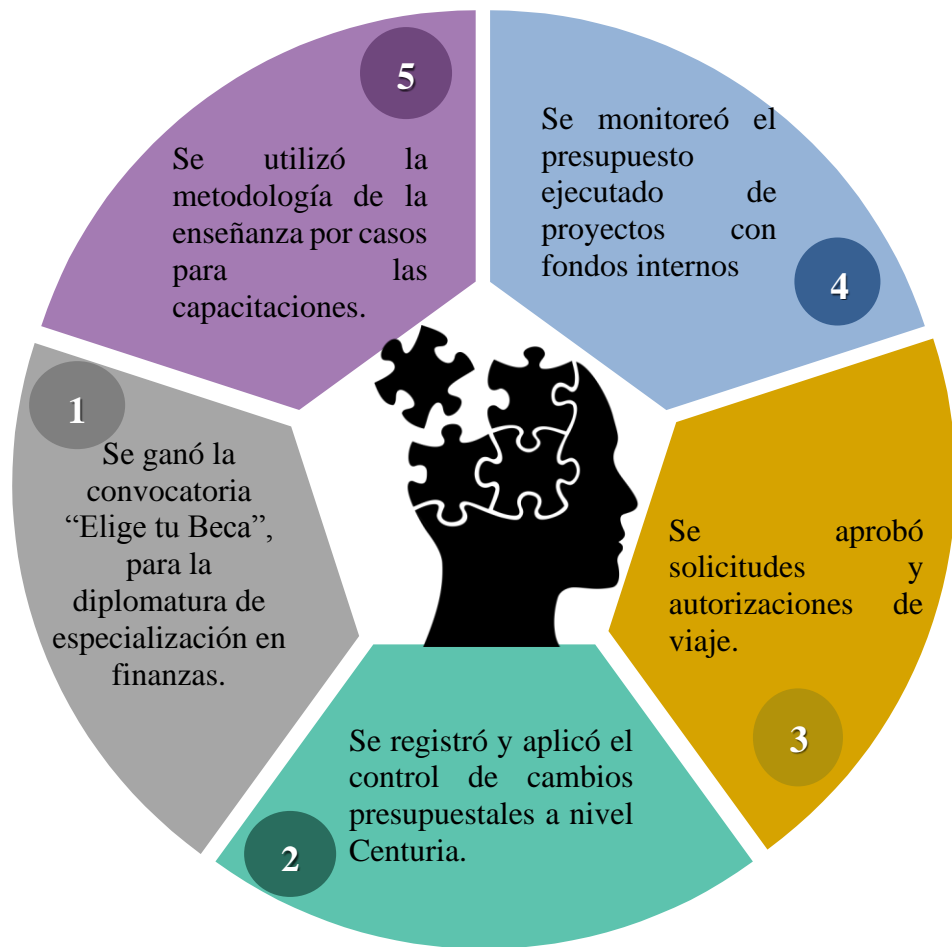 1
Se ganó la
convocatoria
“Elige tu Beca”,
para la
diplomatura de
especialización en
finanzas.
2
Se registró y aplicó el
control de cambios
presupuestales a nivel
Centuria.
3
Se aprobó
solicitudes y
autorizaciones de
viaje.
4
Se monitoreó el
presupuesto
ejecutado de
proyectos con
fondos internos
5
Se utilizó la
metodología de la
enseñanza por casos
para las
capacitaciones.